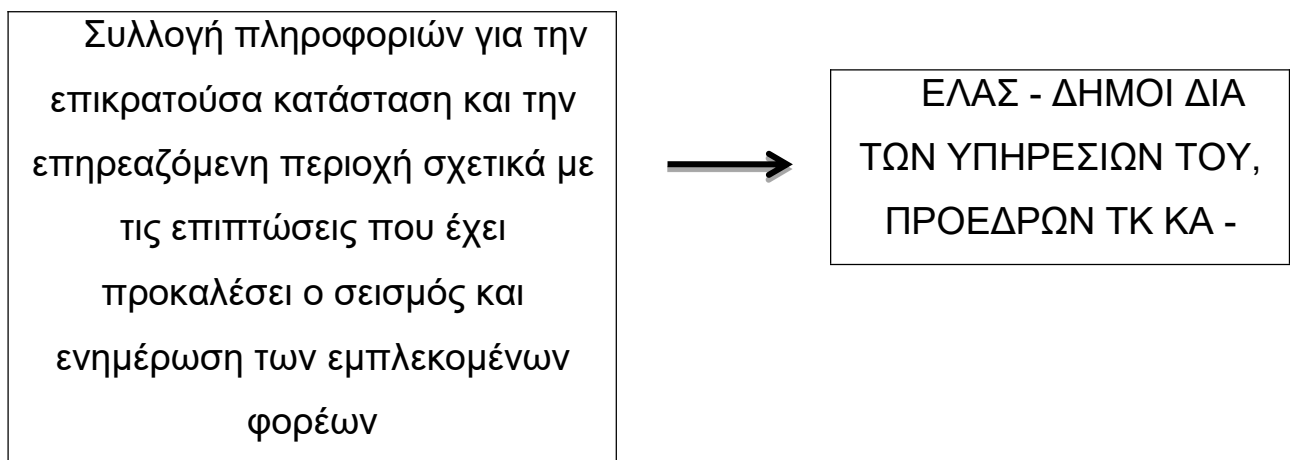 Συλλογή πληροφοριών για την
επικρατούσα κατάσταση και την
επηρεαζόμενη περιοχή σχετικά με
τις επιπτώσεις που έχει
προκαλέσει ο σεισμός και
ενημέρωση των εμπλεκομένων
φορέων
ΕΛΑΣ - ΔΗΜΟΙ ΔΙΑ
ΤΩΝ ΥΠΗΡΕΣΙΩΝ ΤΟΥ,
ΠΡΟΕΔΡΩΝ ΤΚ ΚΑ -